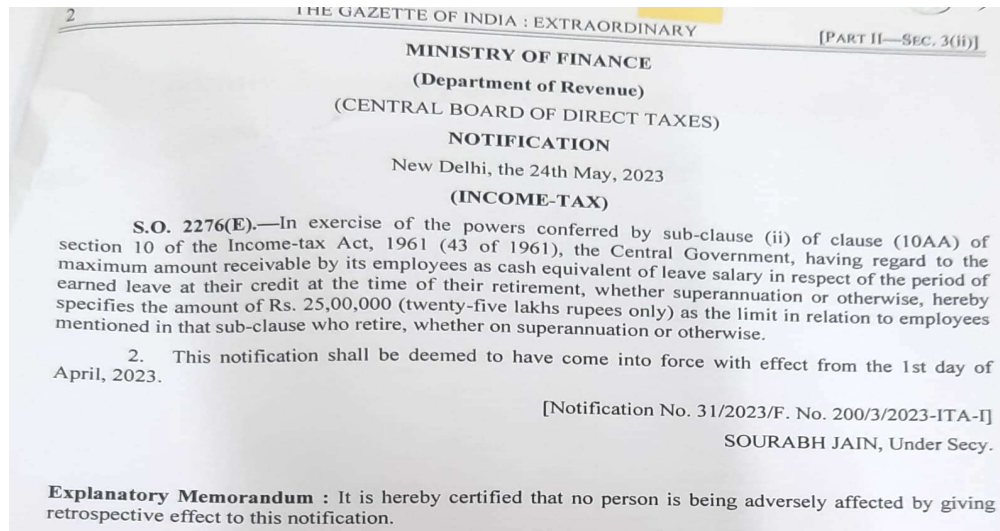 2
THE GAZETTE OF INDIA : EXTRAORDINARY
[PART II—SEC. 3(ii)]
MINISTRY OF FINANCE
(Department of Revenue)
(CENTRAL BOARD OF DIRECT TAXES)
NOTIFICATION
New Delhi, the 24th May, 2023
(INCOME-TAX)
S.O. 2276(E).—In exercise of the powers conferred by sub-clause (ii) of clause (10AA) of
section 10 of the Income-tax Act, 1961 (43 of 1961), the Central Government, having regard to the
maximum amount receivable by its employees as cash equivalent of leave salary in respect of the period of
earned leave at their credit at the time of their retirement, whether superannuation or otherwise, hereby
specifies the amount of Rs. 25,00,000 (twenty-five lakhs rupees only) as the limit in relation to employees
mentioned in that sub-clause who retire, whether on superannuation or otherwise.
2. This notification shall be deemed to have come into force with effect from the 1st day of
April, 2023.
[Notification No. 31/2023/F. No. 200/3/2023-ITA-I]
SOURABH JAIN, Under Secy.
Explanatory Memorandum : It is hereby certified that no person is being adversely affected by giving
retrospective effect to this notification.